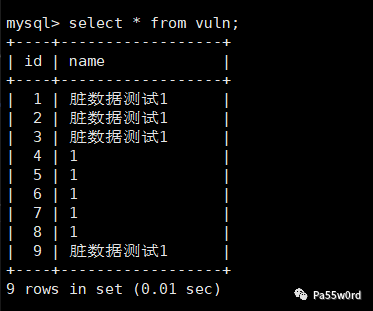 mysql> select * from vuln;
+----+------------------+
| id | name             |
+----+------------------+
|  1 | 脏数据测试1      |
|  2 | 脏数据测试1      |
|  3 | 脏数据测试1      |
|  4 | 1                |
|  5 | 1                |
|  6 | 1                |
|  7 | 1                |
|  8 | 1                |
|  9 | 脏数据测试1      |
+----+------------------+
9 rows in set (0.01 sec)
Pa55w0rd